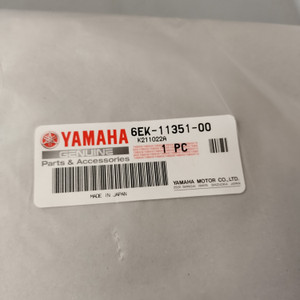 YAMAHA
6EK-11351-00
K211022A
GENUINE
Parts & Accessories
1 PC
MADE IN JAPAN
YAMAHA MOTOR CO., LTD.